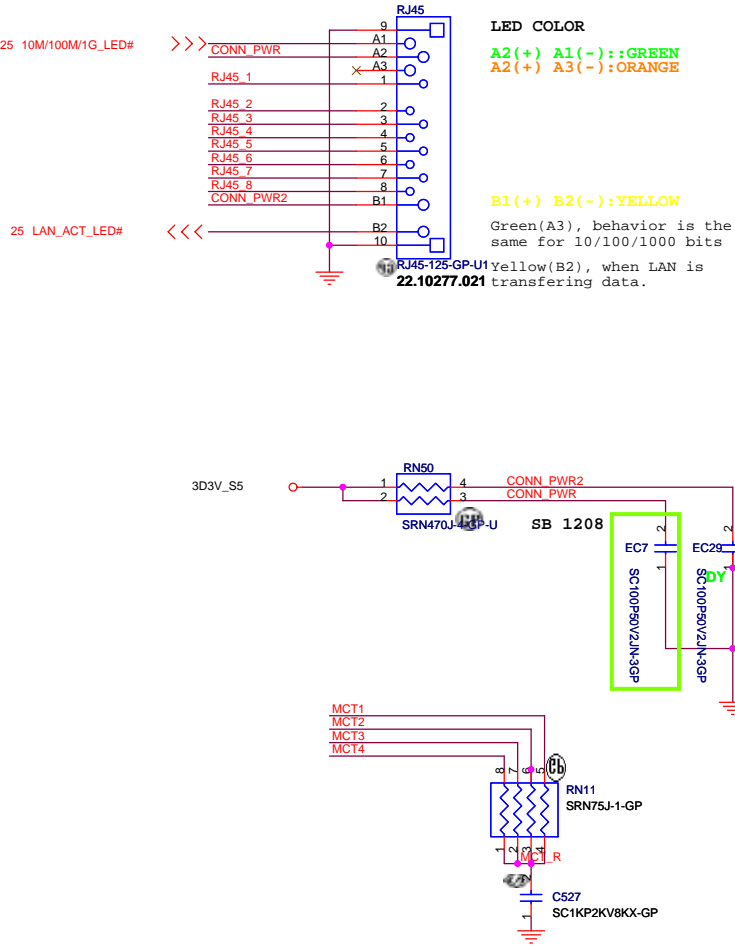 RJ45
LED COLOR
A2(+) A1(-)::GREEN
A2(+) A3(-):ORANGE
25 10M/100M/1G_LED#
9
A1
CONN_PWR
A2
A3
RJ45_1
1
RJ45_2
2
RJ45_3
3
RJ45_4
4
RJ45_5
5
RJ45_6
6
RJ45_7
7
RJ45_8
8
CONN_PWR2
B1
B1(+) B2(-):YELLOW
25 LAN_ACT_LED#
B2
10
Green(A3), behavior is the
same for 10/100/1000 bits
RJ45-125-GP-U1
22.10277.021
Yellow(B2), when LAN is
transfering data.
RN50
3D3V_S5
1
4
CONN_PWR2
2
3
CONN_PWR
SRN470J-4-GP-U
SB 1208
2
2
EC7
EC29
1
1
DY
SC100P50V2JN-3GP
SC100P50V2JN-3GP
MCT1
MCT2
MCT3
MCT4
8
7
6
5
RN11
SRN75J-1-GP
1
2
3
4
MCT_R
2
C527
1
SC1KP2KV8KX-GP